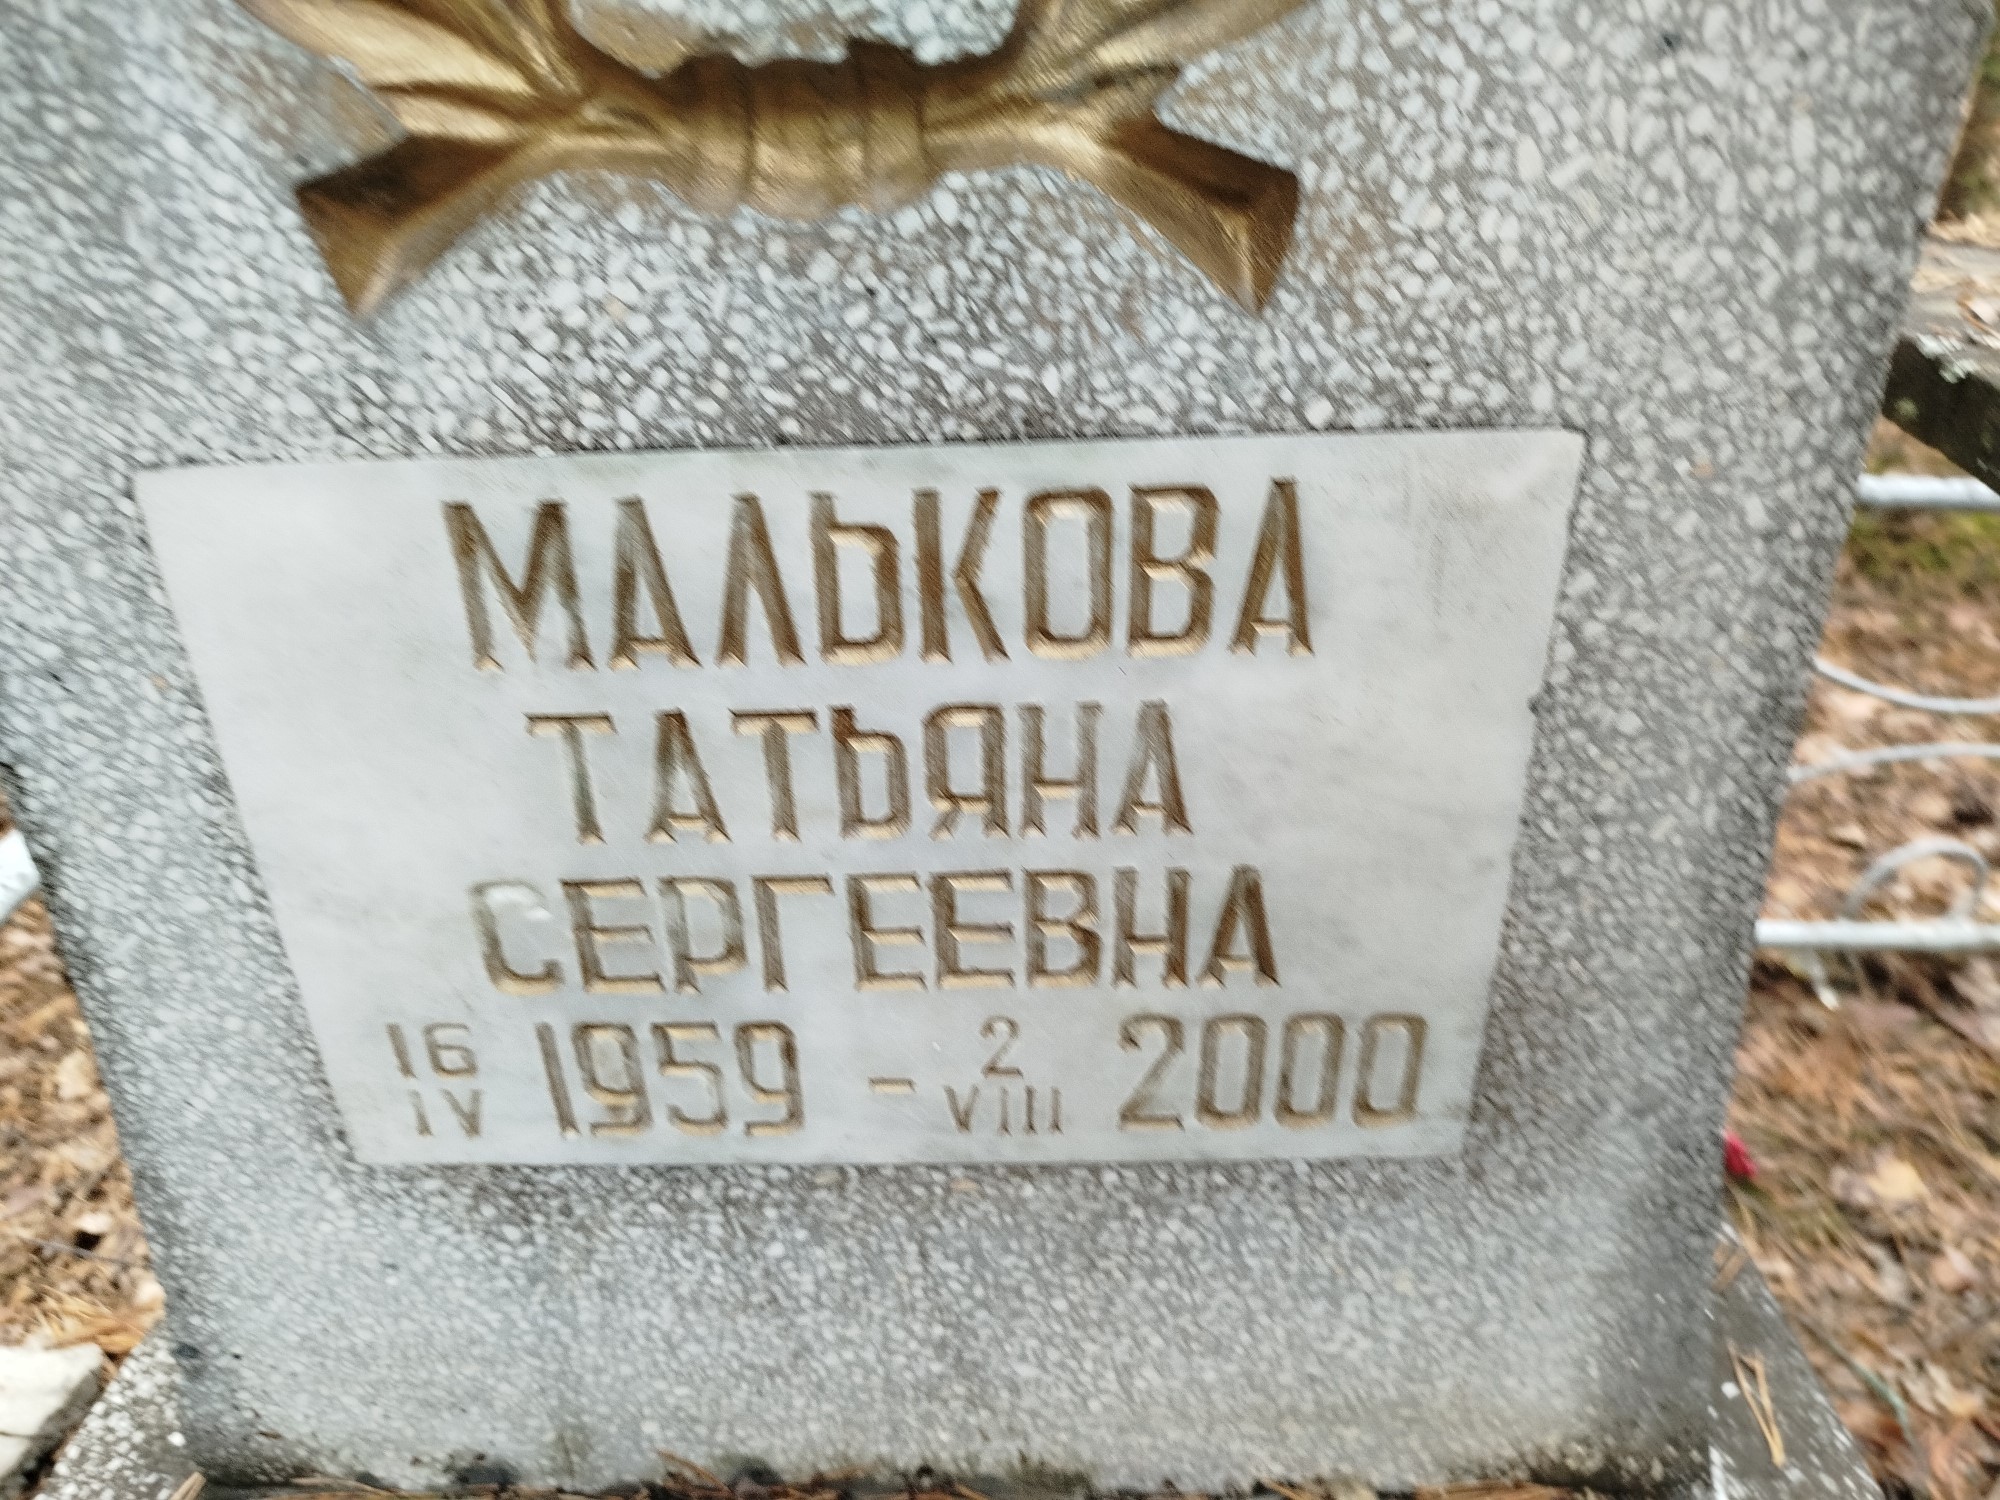 МАЛЬКОВА
ТАТЬЯНА
СЕРГЕЕВНА
16/IV 1959 - 2/VIII 2000